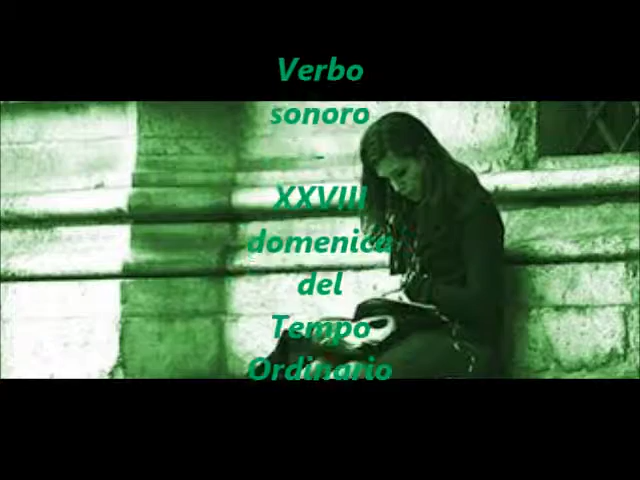 Verbo
sonoro
-
XXVIII
domenica
del
Tempo
Ordinario